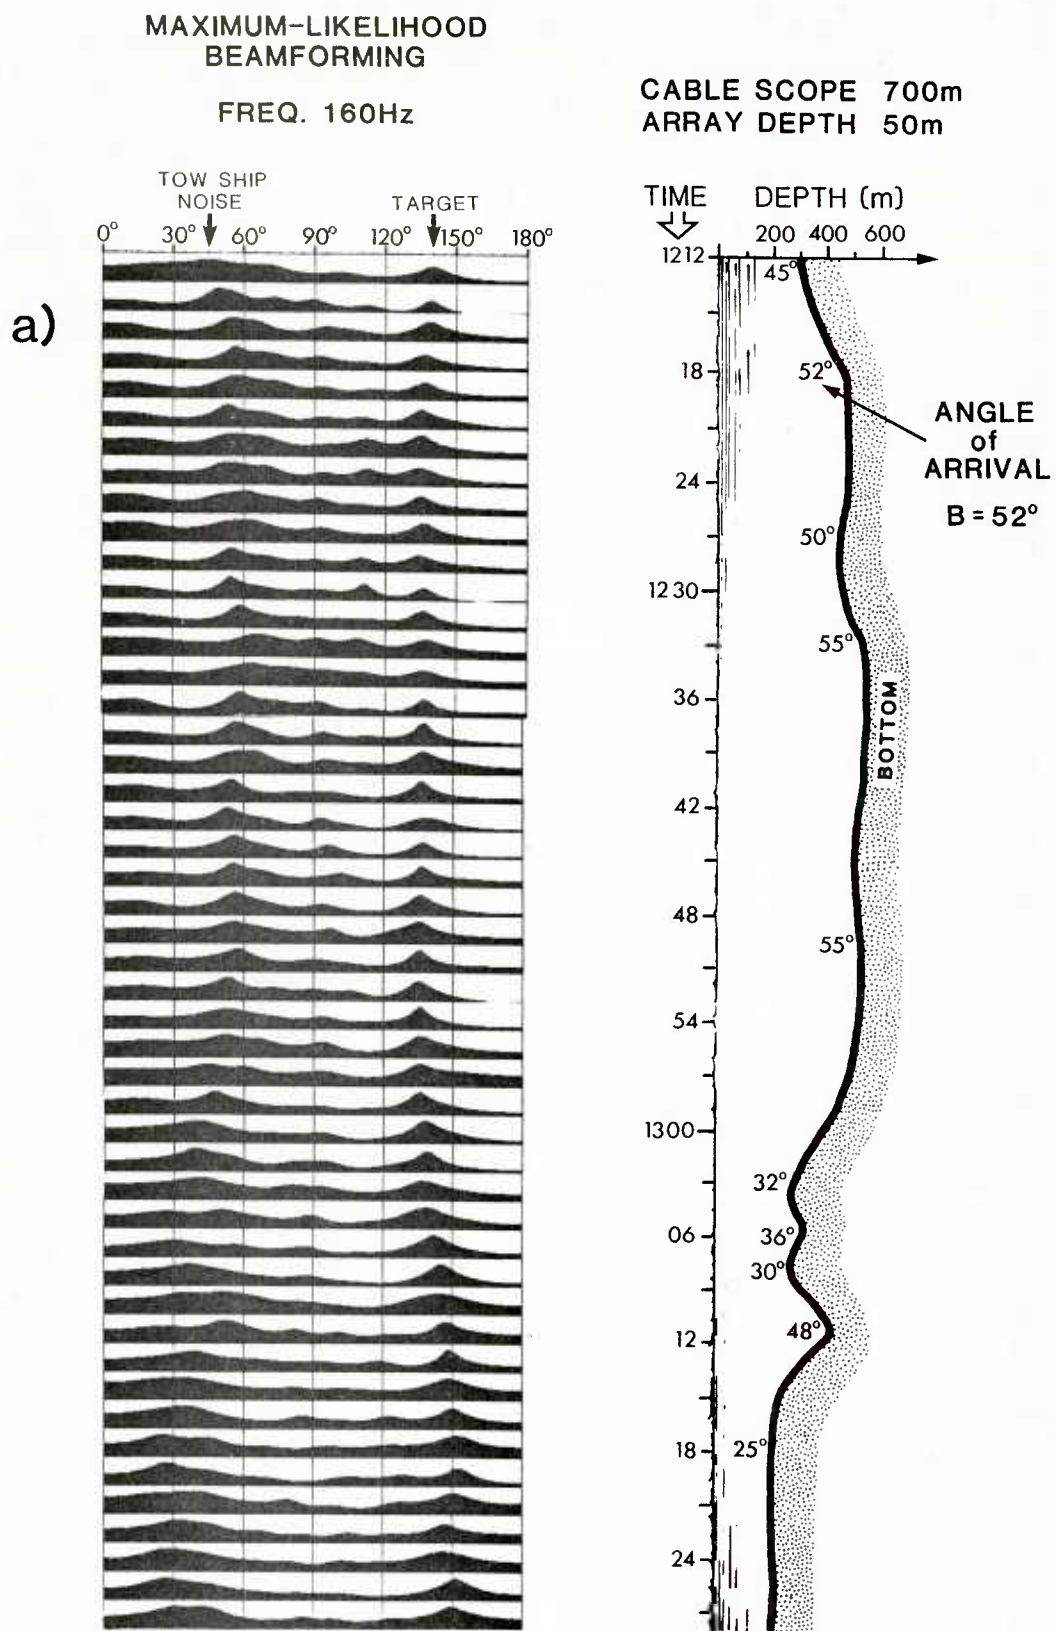 MAXIMUM-LIKELIHOOD
BEAMFORMING
FREQ. 160Hz
CABLE SCOPE 700m
ARRAY DEPTH 50m
TOW SHIP
NOISE
TARGET
0° 30° 60° 90° 120° 150° 180°
a)
TIME
DEPTH (m)
200 400 600
1212
45°
18
52°
ANGLE
of
ARRIVAL
B = 52°
24
50°
1230
55°
36
BOTTOM
42
48
55°
54
1300
32°
06
36°
30°
48°
12
18
25°
24